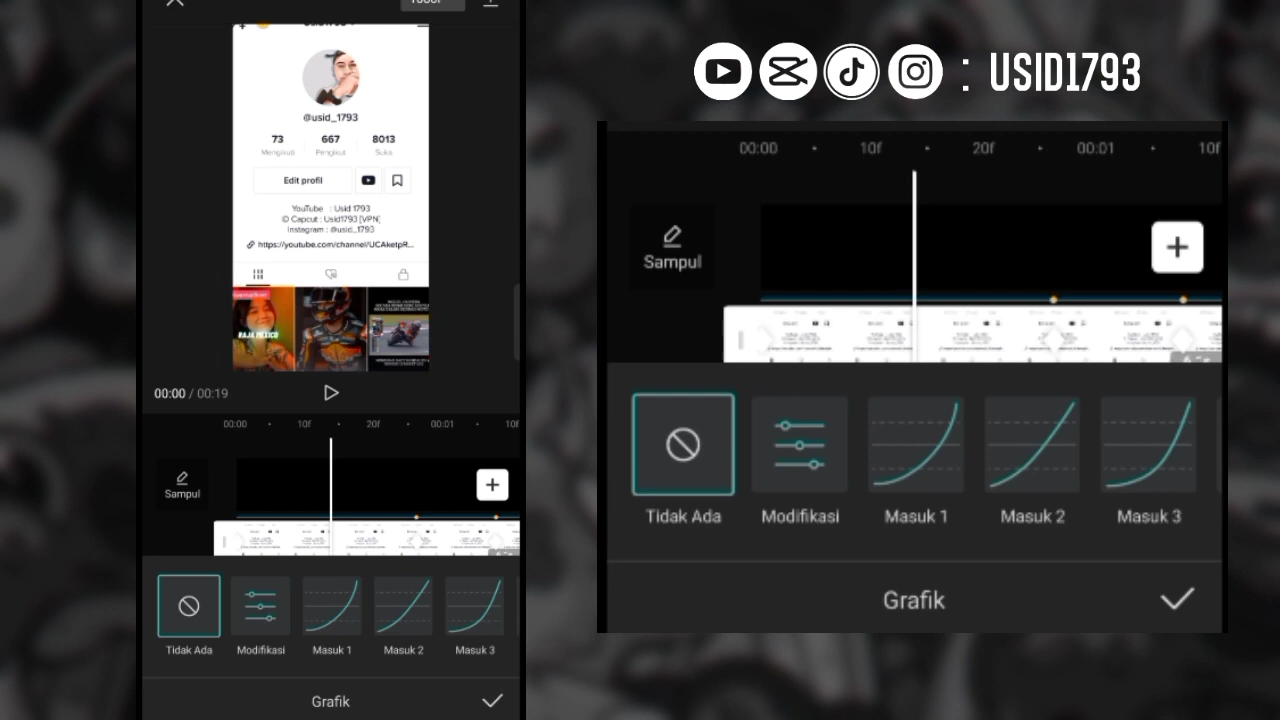 @usid_1793
73 667 8013
Mengikuti Pengikut Suka
Edit profil
YouTube : Usid 1793
© Capcut : Usid1793 [VPN]
Instagram : @usid_1793
https://youtube.com/channel/UCAketpR...
RAJA MEXICO
00:00 / 00:19
00:00 10f 20f 00:01 10f
Sampul
Tidak Ada Modifikasi Masuk 1 Masuk 2 Masuk 3
Grafik
: USID1793
00:00 10f 20f 00:01 10f
Sampul
Tidak Ada Modifikasi Masuk 1 Masuk 2 Masuk 3
Grafik